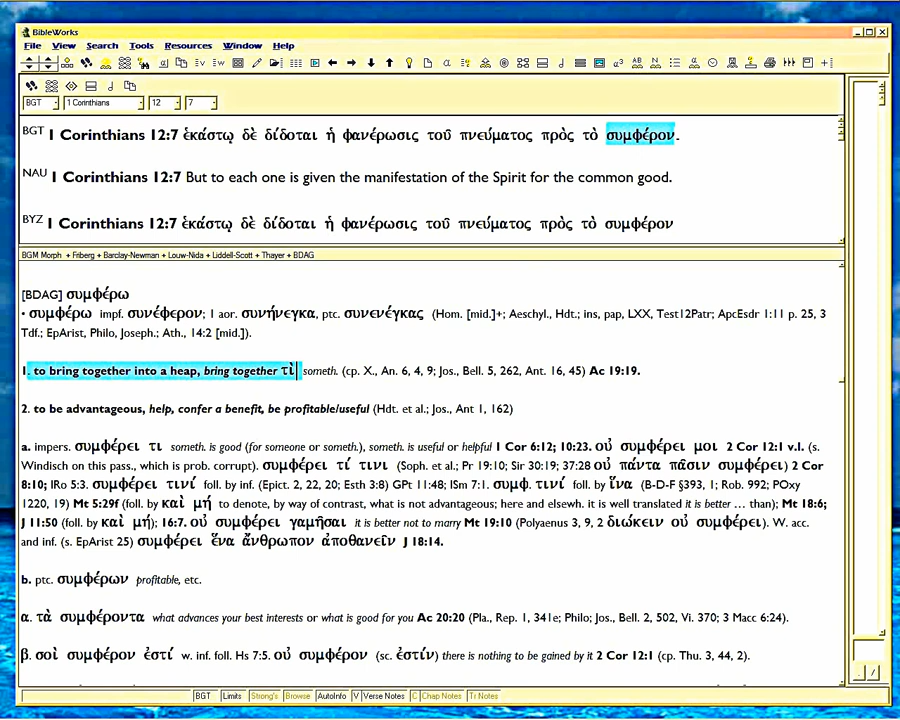 BibleWorks
File View Search Tools Resources Window Help
BGT 1 Corinthians 12 7
BGT 1 Corinthians 12:7 ἑκάστῳ δὲ δίδοται ἡ φανέρωσις τοῦ πνεύματος πρὸς τὸ συμφέρον.
NAU 1 Corinthians 12:7 But to each one is given the manifestation of the Spirit for the common good.
BYZ 1 Corinthians 12:7 ἑκάστῳ δὲ δίδοται ἡ φανέρωσις τοῦ πνεύματος πρὸς τὸ συμφέρον
BGM Morph + Friberg + Barclay-Newman + Louw-Nida + Liddell-Scott + Thayer + BDAG
[BDAG] συμφέρω
• συμφέρω impf. συνέφερον; 1 aor. συνήνεγκα, ptc. συνενέγκας (Hom. [mid.]+; Aeschyl., Hdt.; ins, pap, LXX, Test12Patr; ApcEsdr 1:11 p. 25, 3
Tdf.; EpArist, Philo, Joseph.; Ath., 14:2 [mid.]).
1. to bring together into a heap, bring together τὶ someth. (cp. X., An. 6, 4, 9; Jos., Bell. 5, 262, Ant. 16, 45) Ac 19:19.
2. to be advantageous, help, confer a benefit, be profitable/useful (Hdt. et al.; Jos., Ant 1, 162)
a. impers. συμφέρει τι someth. is good (for someone or someth.), someth. is useful or helpful 1 Cor 6:12; 10:23. οὐ συμφέρει μοι 2 Cor 12:1 v.l. (s.
Windisch on this pass., which is prob. corrupt). συμφέρει τί τινι (Soph. et al.; Pr 19:10; Sir 30:19; 37:28 οὐ πάντα πᾶσιν συμφέρει) 2 Cor
8:10; IRo 5:3. συμφέρει τινί foll. by inf. (Epict. 2, 22, 20; Esth 3:8) GPt 11:48; ISm 7:1. συμφ. τινί foll. by ἵνα (B-D-F §393, 1; Rob. 992; POxy
1220, 19) Mt 5:29f (foll. by καὶ μή to denote, by way of contrast, what is not advantageous; here and elsewh. it is well translated it is better … than); Mt 18:6;
J 11:50 (foll. by καὶ μή); 16:7. οὐ συμφέρει γαμῆσαι it is better not to marry Mt 19:10 (Polyaenus 3, 9, 2 διώκειν οὐ συμφέρει). W. acc.
and inf. (s. EpArist 25) συμφέρει ἕνα ἄνθρωπον ἀποθανεῖν J 18:14.
b. ptc. συμφέρων profitable, etc.
α. τὰ συμφέροντα what advances your best interests or what is good for you Ac 20:20 (Pla., Rep. 1, 341e; Philo; Jos., Bell. 2, 502, Vi. 370; 3 Macc 6:24).
β. σοὶ συμφέρον ἐστί w. inf. foll. Hs 7:5. οὐ συμφέρον (sc. ἐστίν) there is nothing to be gained by it 2 Cor 12:1 (cp. Thu. 3, 44, 2).
BGT Limits Strong's Browse AutoInfo V Verse Notes C Chap Notes Tr Notes